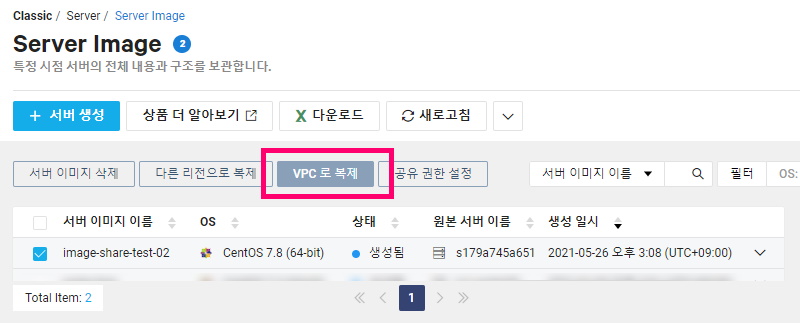 Classic / Server / Server Image
Server Image 2
특정 시점 서버의 전체 내용과 구조를 보관합니다.
+ 서버 생성 상품 더 알아보기 다운로드 새로고침
서버 이미지 삭제 다른 리전으로 복제 VPC 로 복제 공유 권한 설정 서버 이미지 이름 필터 OS:
서버 이미지 이름 OS 상태 원본 서버 이름 생성 일시
image-share-test-02 CentOS 7.8 (64-bit) 생성됨 s179a745a651 2021-05-26 오후 3:08 (UTC+09:00)
Total Item: 2 1